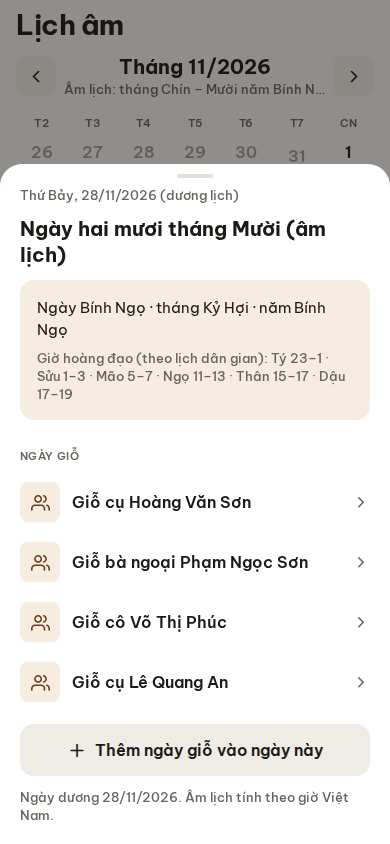 Lịch âm
Tháng 11/2026
Âm lịch: tháng Chín – Mười năm Bính N…
T2 T3 T4 T5 T6 T7 CN
26 27 28 29 30 31 1
Thứ Bảy, 28/11/2026 (dương lịch)
Ngày hai mươi tháng Mười (âm
lịch)
Ngày Bính Ngọ · tháng Kỷ Hợi · năm Bính
Ngọ
Giờ hoàng đạo (theo lịch dân gian): Tý 23–1 ·
Sửu 1–3 · Mão 5–7 · Ngọ 11–13 · Thân 15–17 · Dậu
17–19
NGÀY GIỖ
Giỗ cụ Hoàng Văn Sơn
Giỗ bà ngoại Phạm Ngọc Sơn
Giỗ cô Võ Thị Phúc
Giỗ cụ Lê Quang An
Thêm ngày giỗ vào ngày này
Ngày dương 28/11/2026. Âm lịch tính theo giờ Việt
Nam.